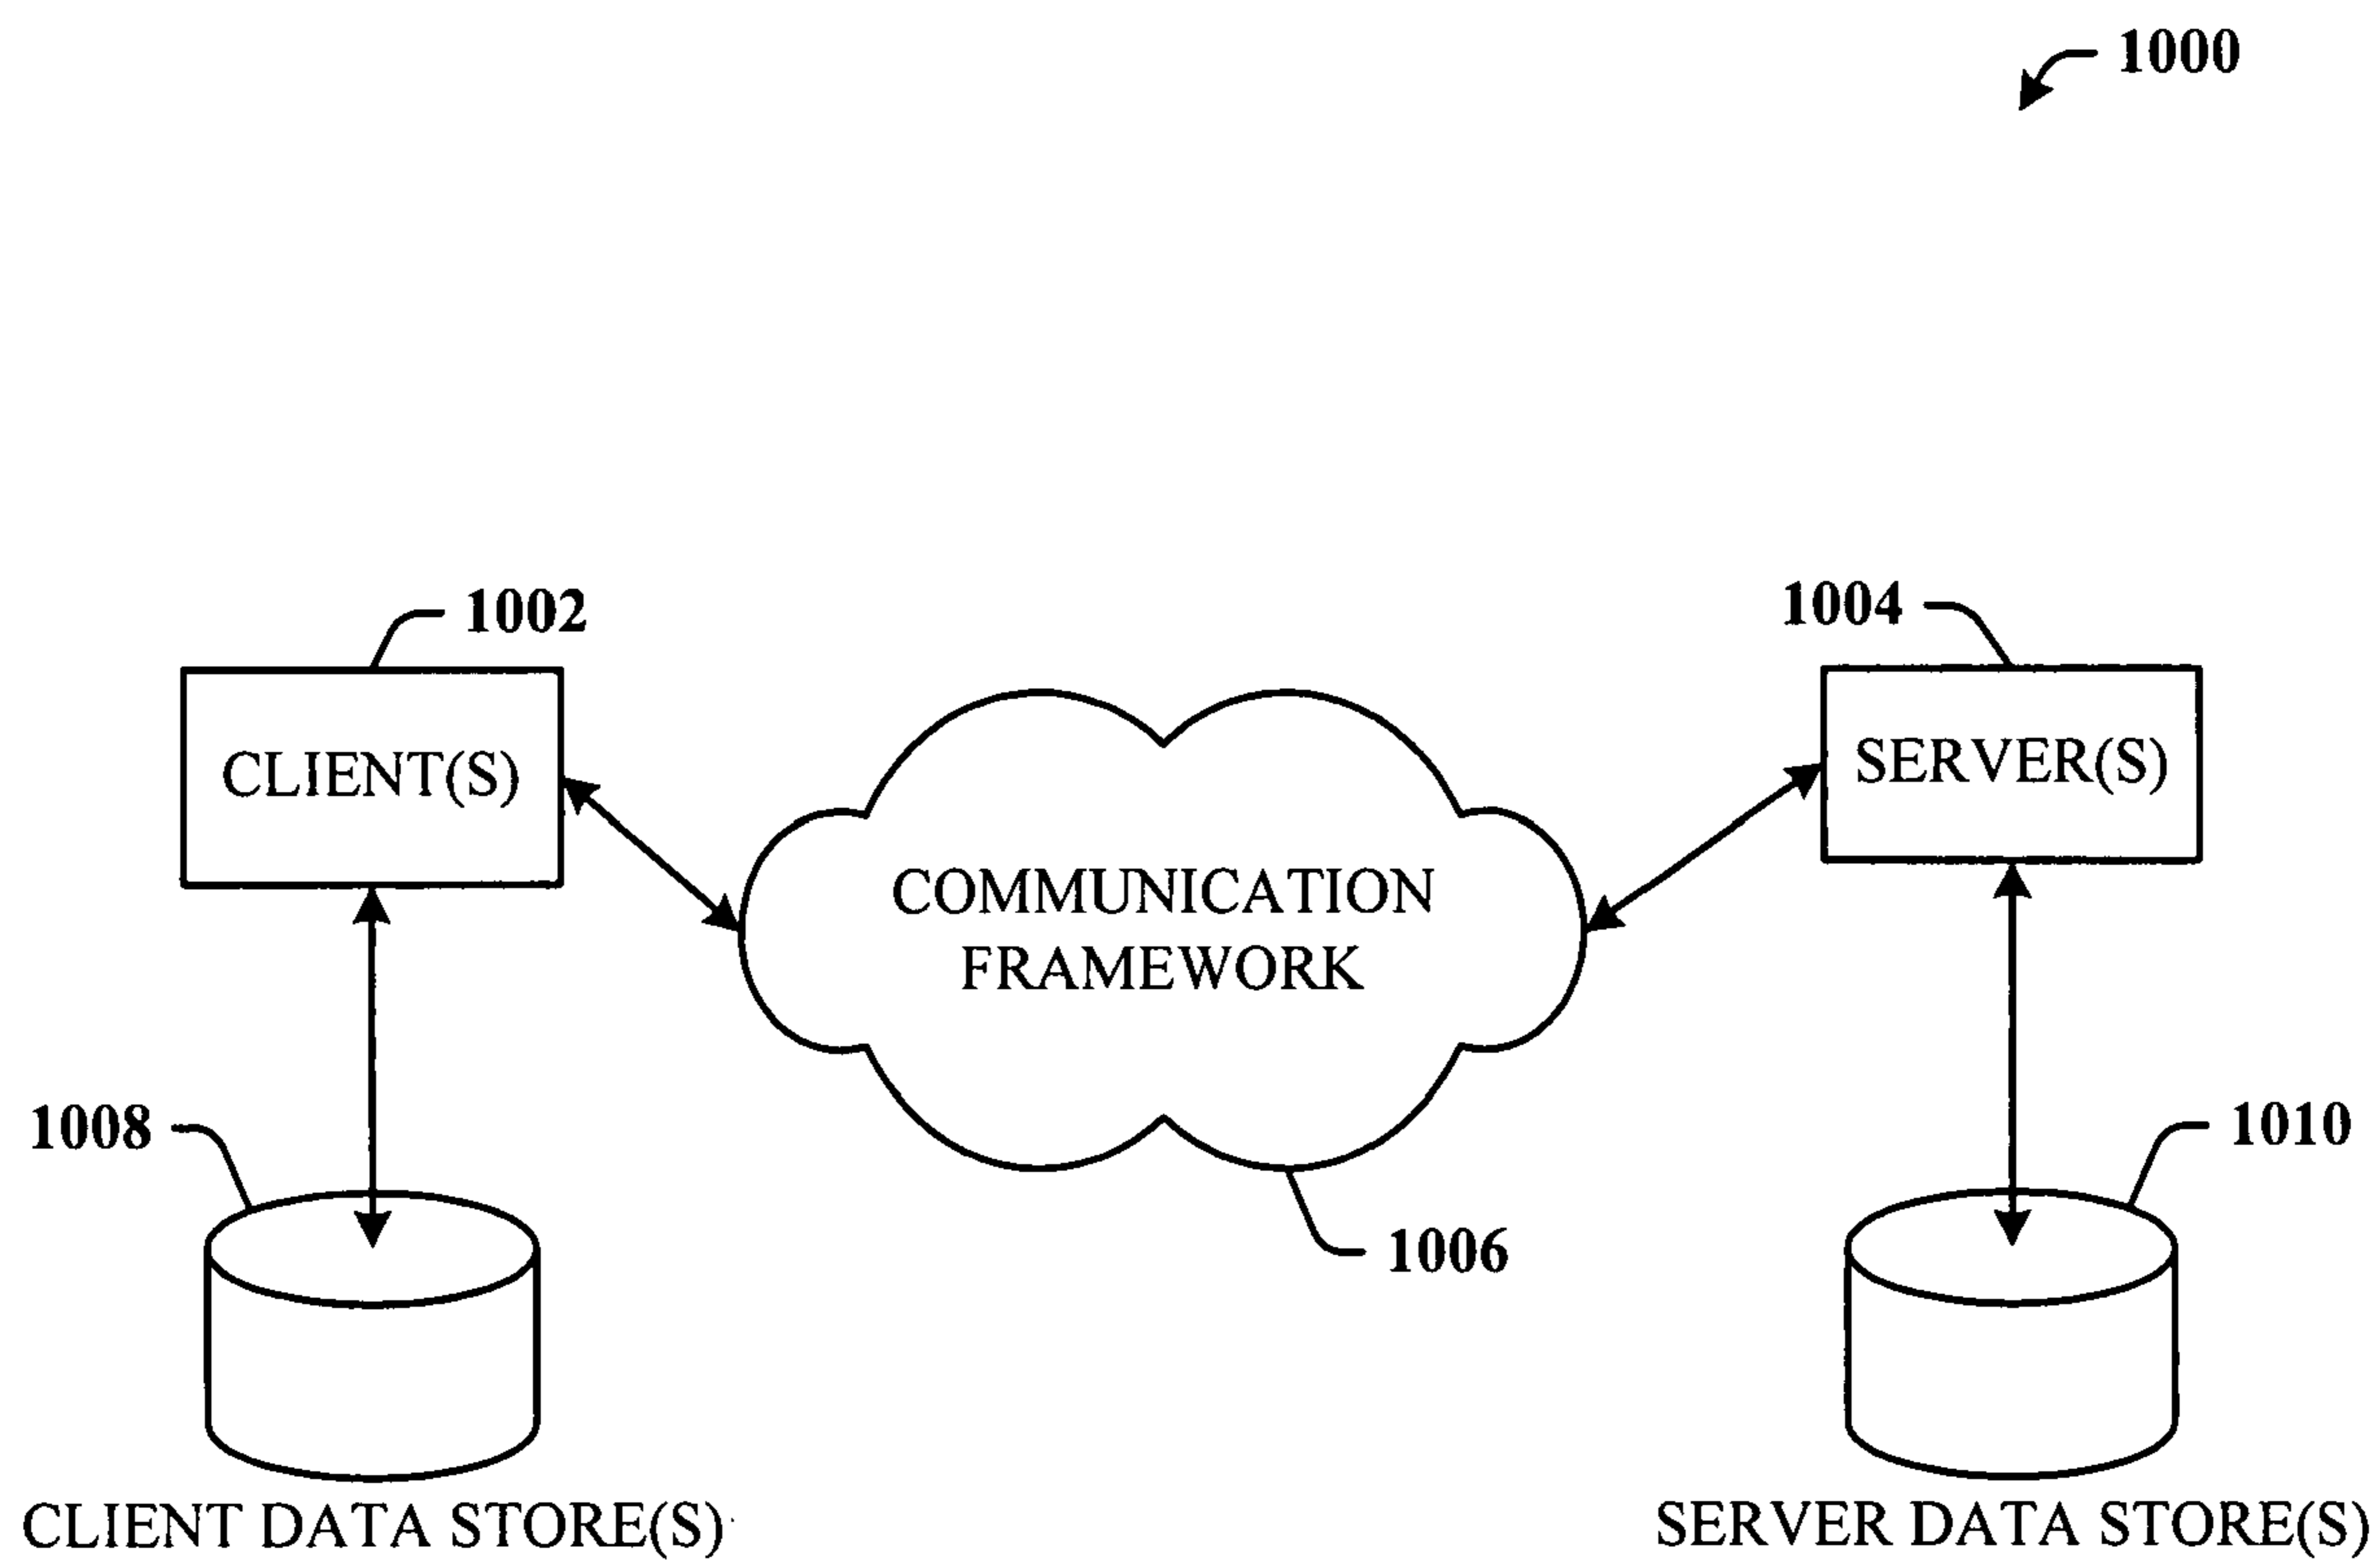 1000
1002
1004
CLIENT(S)
SERVER(S)
COMMUNICATION
FRAMEWORK
1008
1010
1006
CLIENT DATA STORE(S)
SERVER DATA STORE(S)